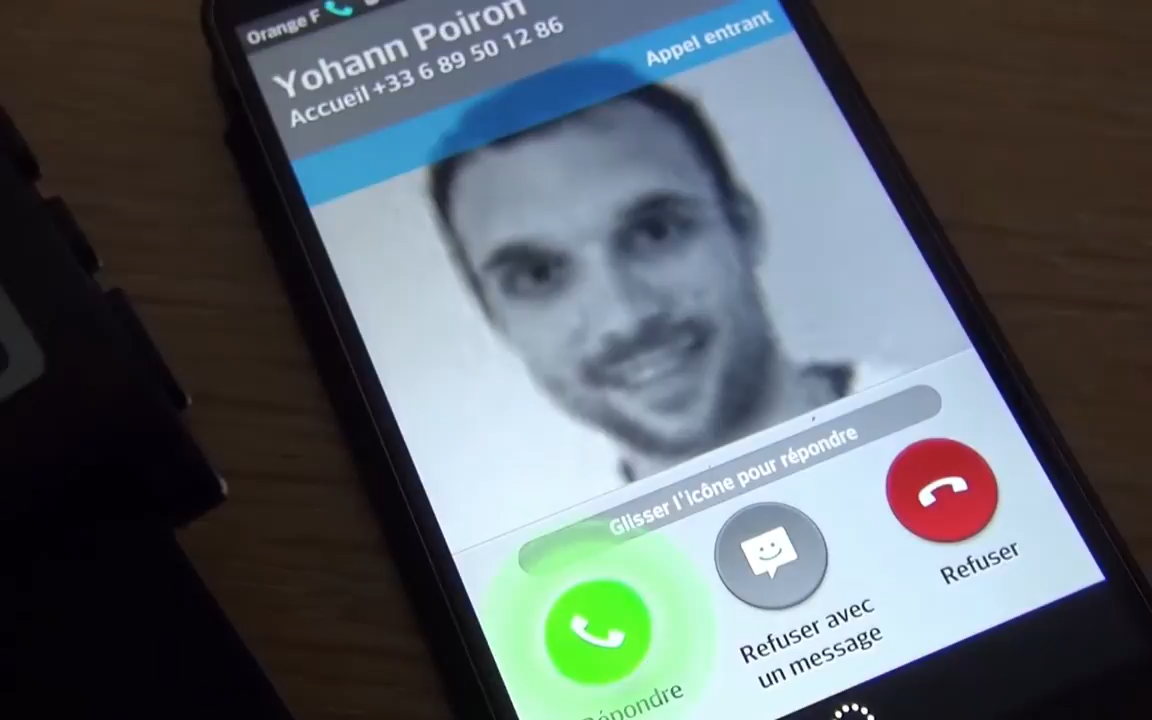 Orange F
Yohann Poiron
Accueil +33 6 89 50 12 86
Appel entrant
Glisser l'icône pour répondre
Répondre
Refuser avec
un message
Refuser